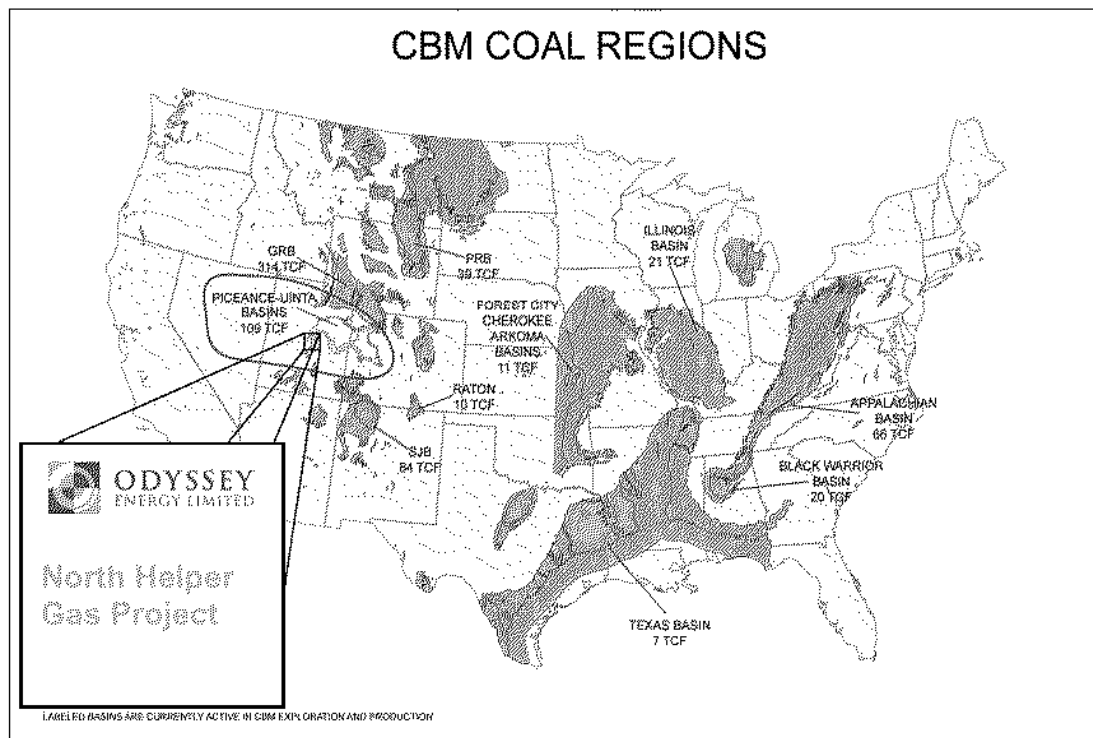 CBM COAL REGIONS
GRB
314 TCF
PICEANCE-UINTA
BASINS
PRB
39 TCF
ILLINOIS
BASIN
21 TCF
FOREST CITY
CHEROKEE
ARKOMA
BASINS
11 TCF
RATON
10 TCF
SJB
84 TCF
APPALACHIAN
BASIN
66 TCF
BLACK WARRIOR
BASIN
20 TCF
TEXAS BASIN
7 TCF
ODYSSEY
ENERGY LIMITED
North Helper
Gas Project
LABELED BASINS ARE CURRENTLY ACTIVE IN CBM EXPLORATION AND PRODUCTION